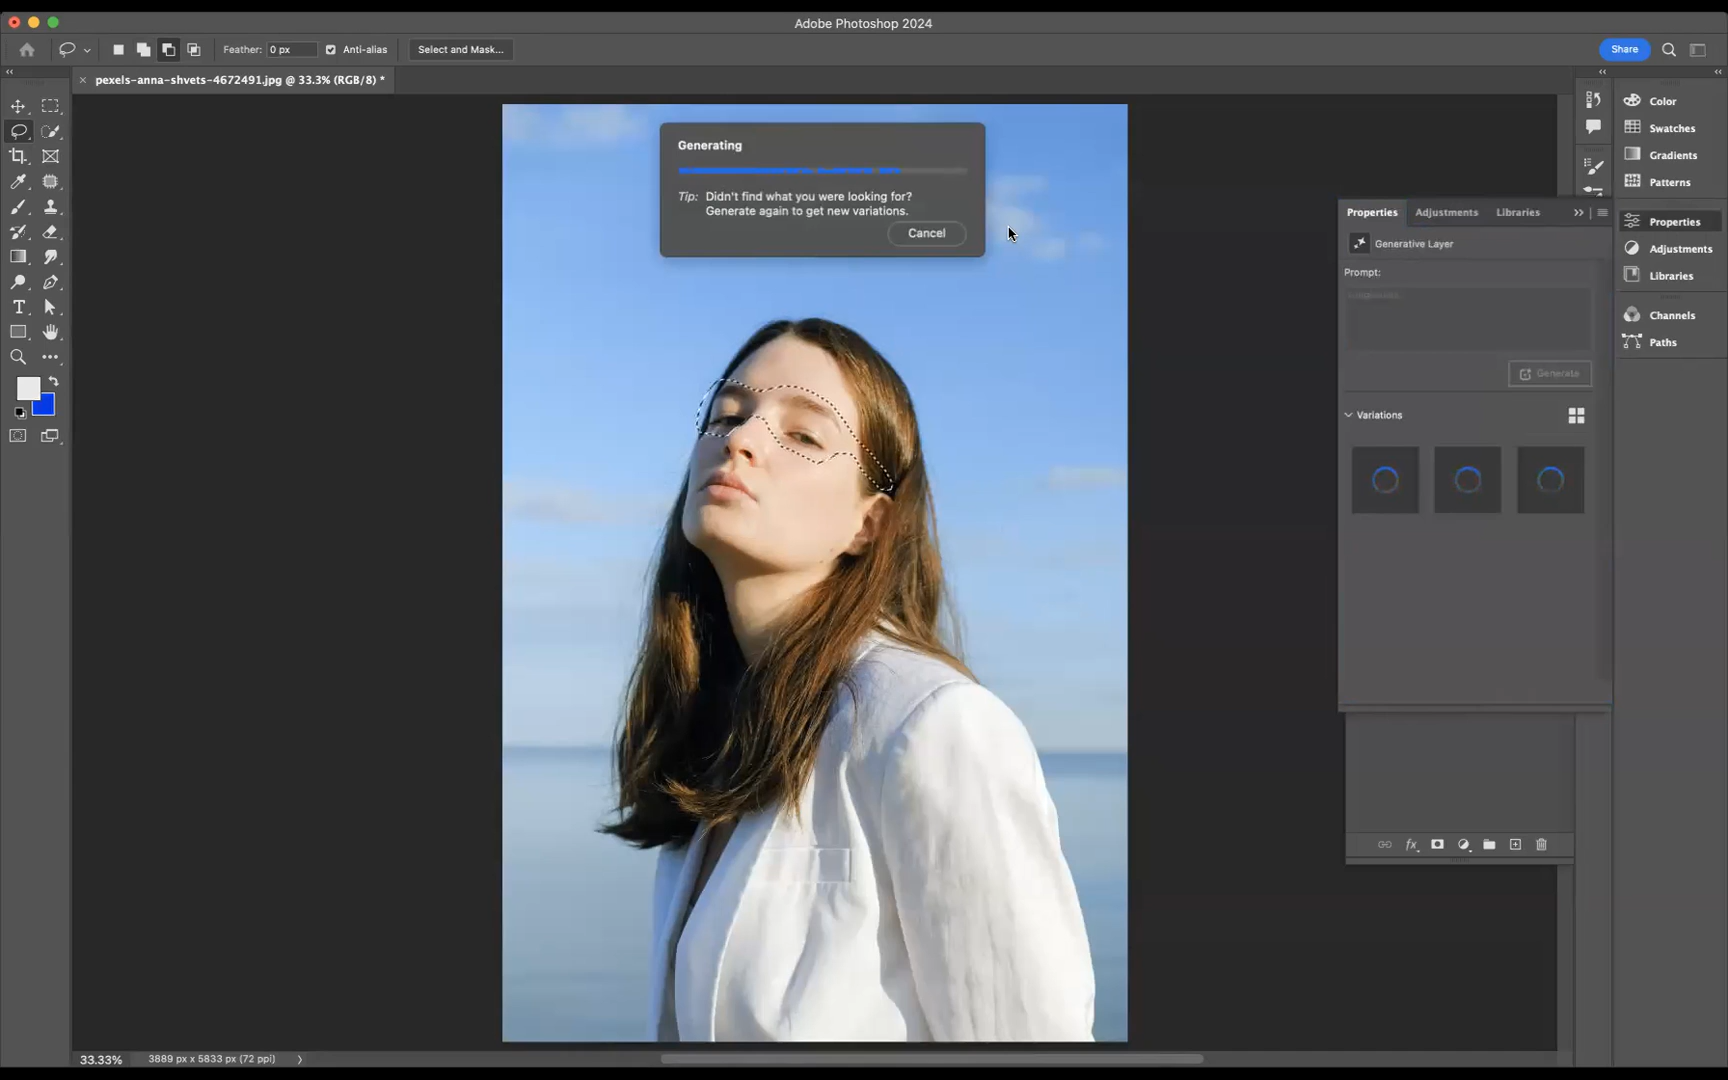 Adobe Photoshop 2024
Feather: 0 px
Anti-alias
Select and Mask...
Share
pexels-anna-shvets-4672491.jpg @ 33.3% (RGB/8) *
Generating
Tip: Didn't find what you were looking for?
Generate again to get new variations.
Cancel
Properties
Adjustments
Libraries
Generative Layer
Prompt:
Generate
Variations
Color
Swatches
Gradients
Patterns
Properties
Adjustments
Libraries
Channels
Paths
fx
33.33%
3889 px x 5833 px (72 ppi)